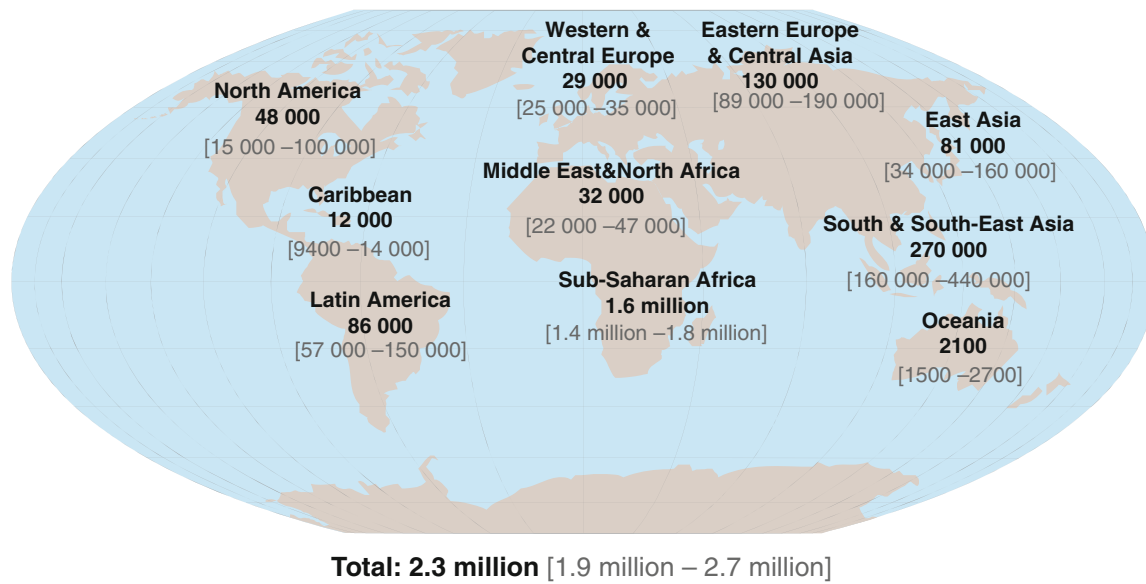 Western &
Central Europe
29 000
[25 000 –35 000]
Eastern Europe
& Central Asia
130 000
[89 000 –190 000]
North America
48 000
[15 000 –100 000]
East Asia
81 000
[34 000 –160 000]
Middle East&North Africa
32 000
[22 000 –47 000]
Caribbean
12 000
[9400 –14 000]
South & South-East Asia
270 000
[160 000 –440 000]
Sub-Saharan Africa
1.6 million
[1.4 million –1.8 million]
Latin America
86 000
[57 000 –150 000]
Oceania
2100
[1500 –2700]
Total: 2.3 million [1.9 million – 2.7 million]